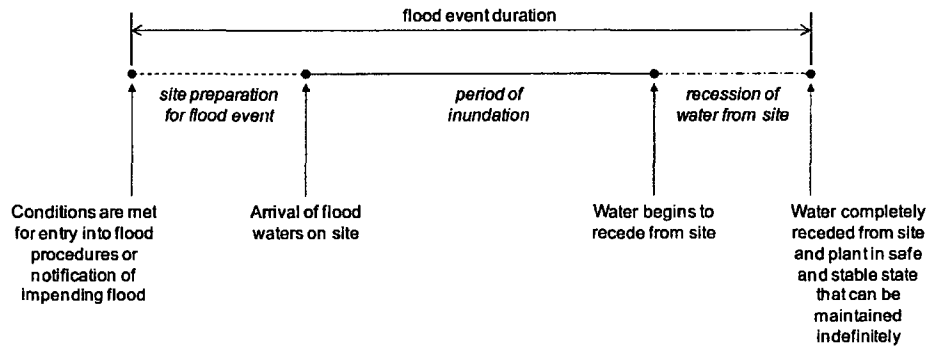 flood event duration
site preparation
for flood event
period of
inundation
recession of
water from site
Conditions are met
for entry into flood
procedures or
notification of
impending flood
Arrival of flood
waters on site
Water begins to
recede from site
Water completely
receded from site
and plant in safe
and stable state
that can be
maintained
indefinitely